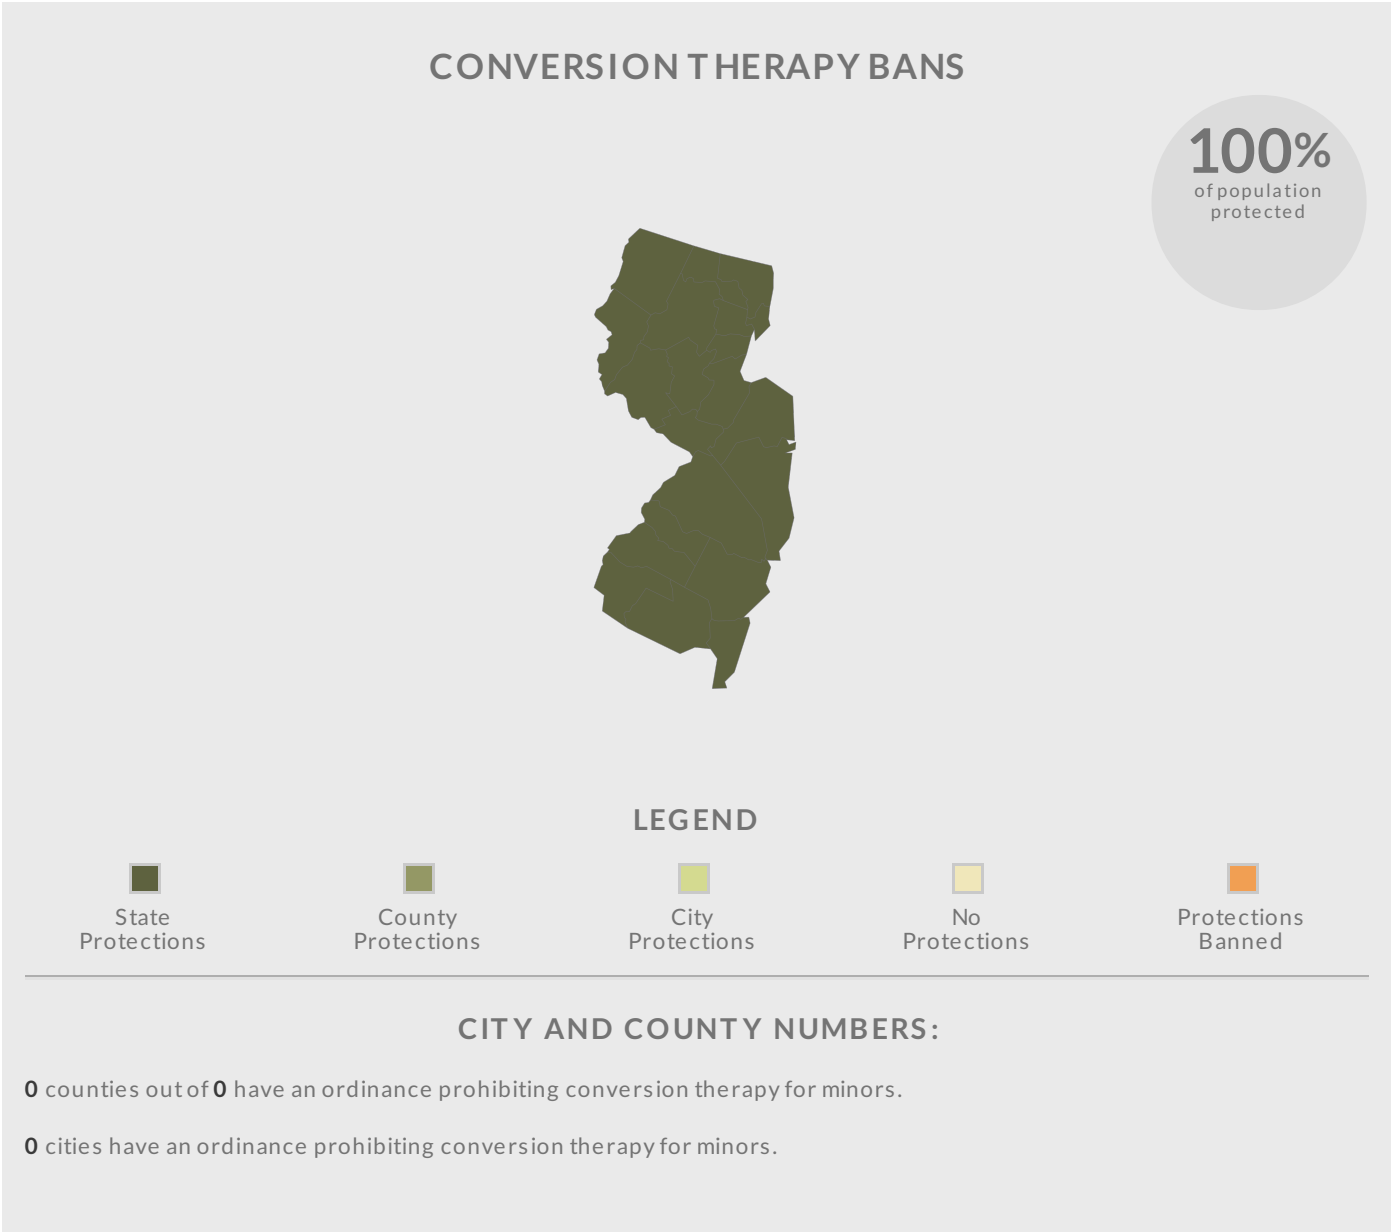 CONVERSION THERAPY BANS
100%
of population
protected
LEGEND
State
Protections
County
Protections
City
Protections
No
Protections
Protections
Banned
CITY AND COUNTY NUMBERS:
0 counties out of 0 have an ordinance prohibiting conversion therapy for minors.
0 cities have an ordinance prohibiting conversion therapy for minors.